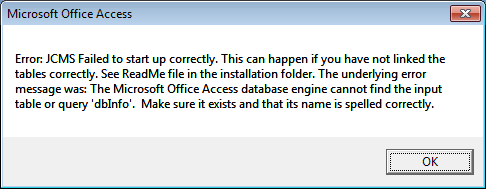 Microsoft Office Access
Error: JCMS Failed to start up correctly. This can happen if you have not linked the
tables correctly. See ReadMe file in the installation folder. The underlying error
message was: The Microsoft Office Access database engine cannot find the input
table or query 'dbInfo'.  Make sure it exists and that its name is spelled correctly.
OK